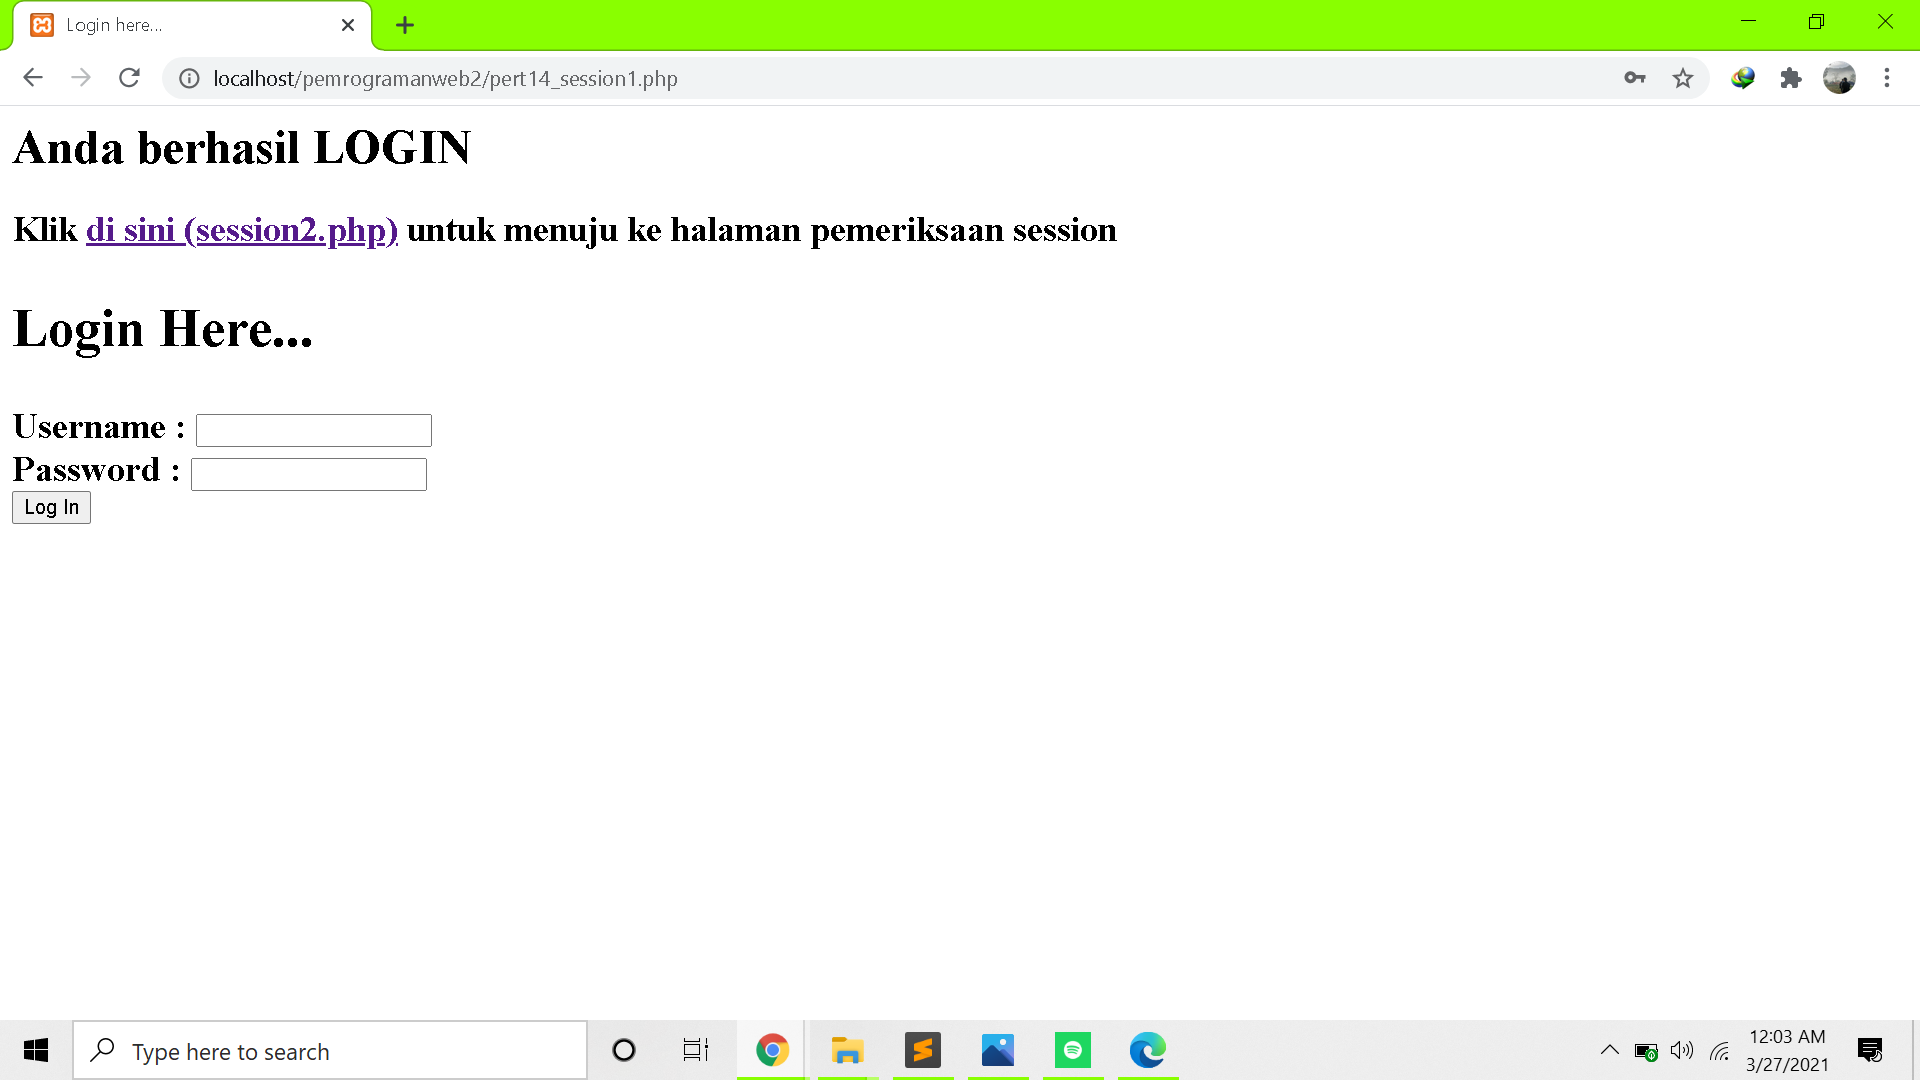 Login here...
localhost/pemrogramanweb2/pert14_session1.php
Anda berhasil LOGIN
Klik di sini (session2.php) untuk menuju ke halaman pemeriksaan session
Login Here...
Username :
Password :
Log In
Type here to search
12:03 AM
3/27/2021